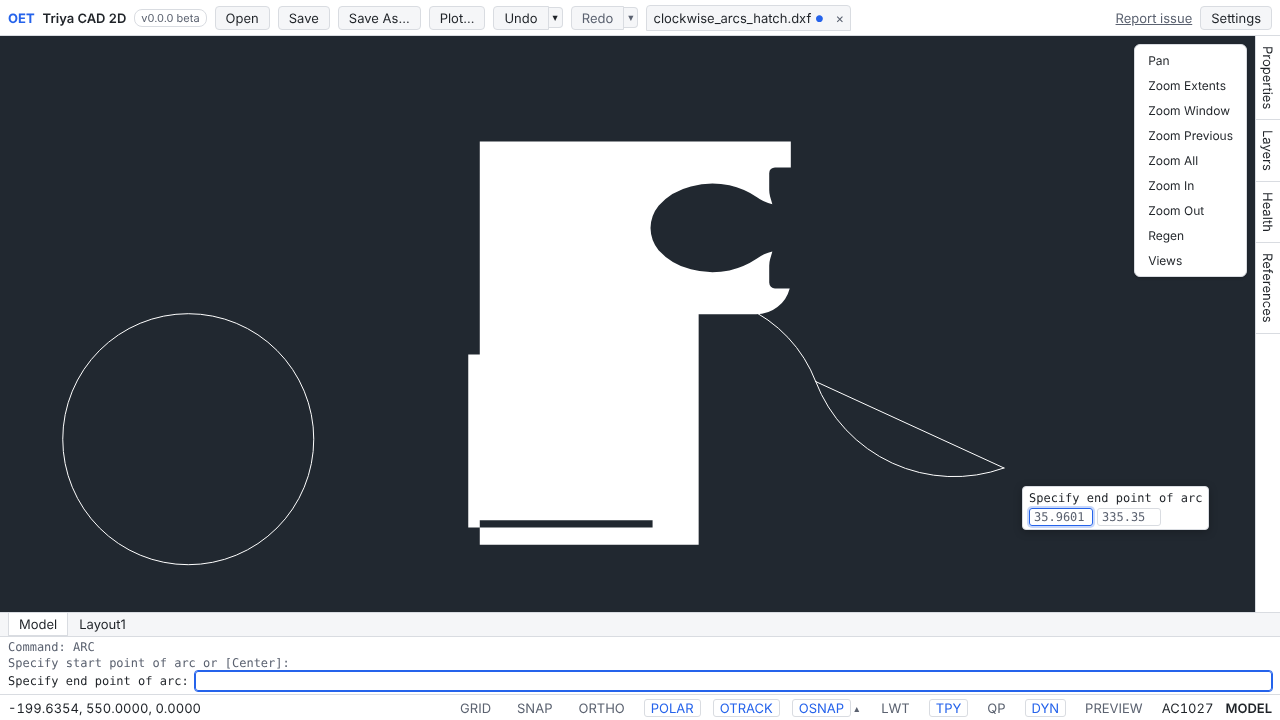 OET Triya CAD 2D v0.0.0 beta Open Save Save As... Plot... Undo ▾ Redo ▾ clockwise_arcs_hatch.dxf × Report issue Settings
Pan
Zoom Extents
Zoom Window
Zoom Previous
Zoom All
Zoom In
Zoom Out
Regen
Views
Properties
Layers
Health
References
Specify end point of arc
35.9601 335.35
Model Layout1
Command: ARC
Specify start point of arc or [Center]:
Specify end point of arc:
-199.6354, 550.0000, 0.0000 GRID SNAP ORTHO POLAR OTRACK OSNAP ▴ LWT TPY QP DYN PREVIEW AC1027 MODEL